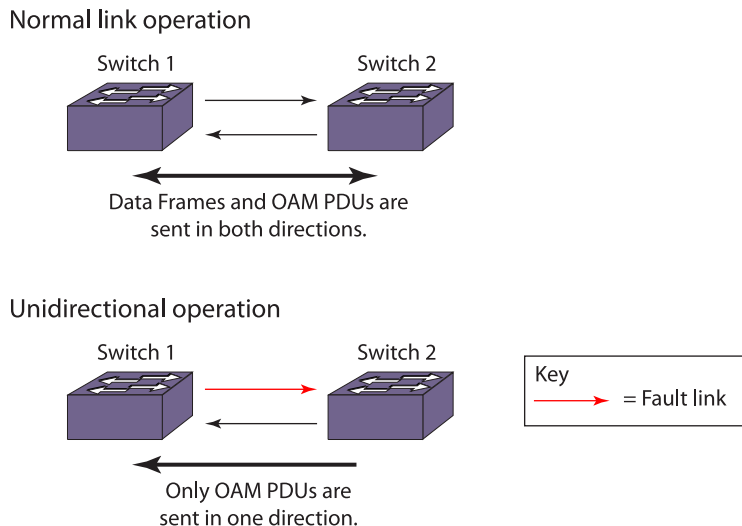 Normal link operation
Switch 1
Switch 2
Data Frames and OAM PDUs are
sent in both directions.
Unidirectional operation
Switch 1
Switch 2
Key
= Fault link
Only OAM PDUs are
sent in one direction.